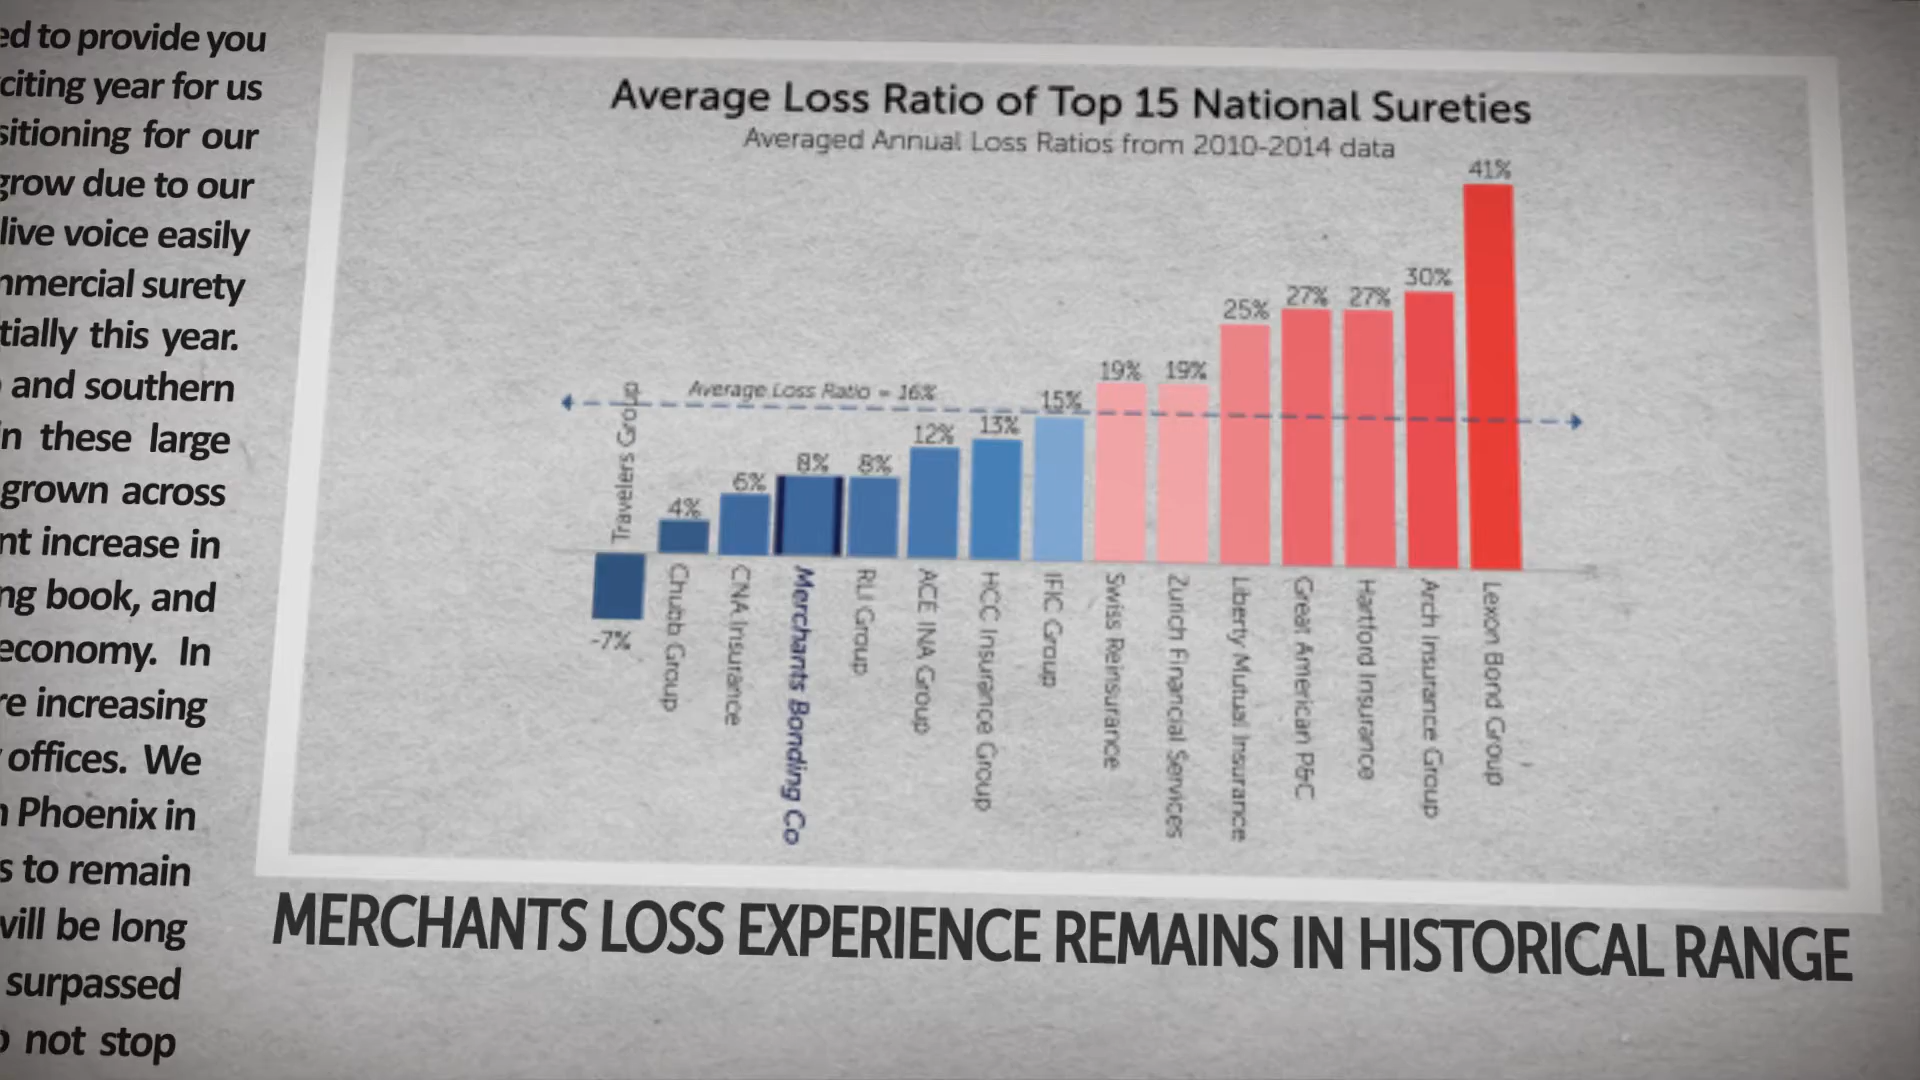 ed to provide you
citing year for us
sitioning for our
grow due to our
live voice easily
mmercial surety
tially this year.
and southern
in these large
grown across
nt increase in
ng book, and
economy. In
re increasing
offices. We
n Phoenix in
s to remain
will be long
surpassed
o not stop
Average Loss Ratio of Top 15 National Sureties
Averaged Annual Loss Ratios from 2010-2014 data
Average Loss Ratio = 16%
-7%
4%
6%
8%
8%
12%
13%
15%
19%
19%
25%
27%
27%
30%
41%
Travelers Group
Chubb Group
CNA Insurance
Merchants Bonding Co
RLI Group
ACE INA Group
HCC Insurance Group
IFIC Group
Swiss Reinsurance
Zurich Financial Services
Liberty Mutual Insurance
Great American P&C
Hartford Insurance
Arch Insurance Group
Lexon Bond Group
MERCHANTS LOSS EXPERIENCE REMAINS IN HISTORICAL RANGE